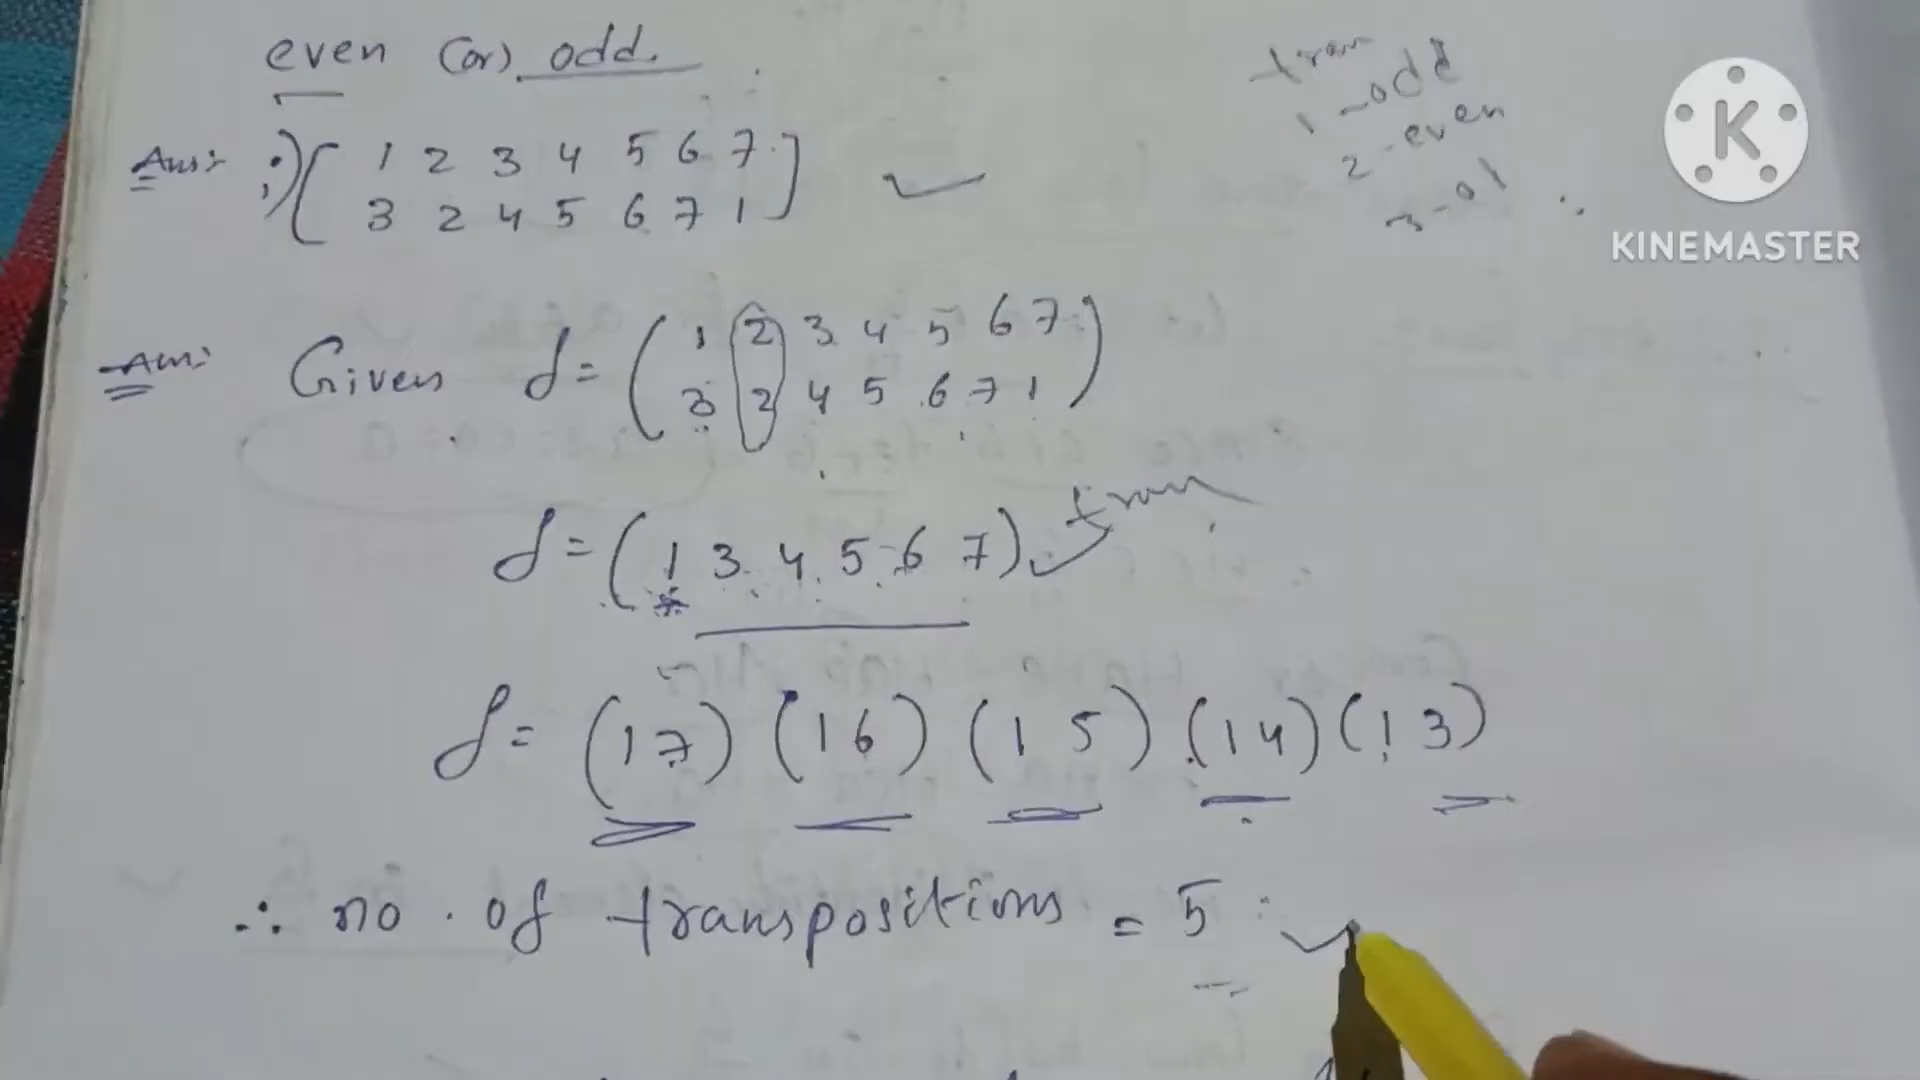 even (or) odd.
tran
1 - odd
2 - even
Ans:- i) ( 1 2 3 4 5 6 7 )
3 2 4 5 6 7 1
KINEMASTER
Ans: Given f = ( 1 2 3 4 5 6 7 )
3 2 4 5 6 7 1
f = ( 1 3 4 5 6 7 ) tran
f = (1 7) (1 6) (1 5) (1 4) (1 3)
∴ no. of transpositions = 5